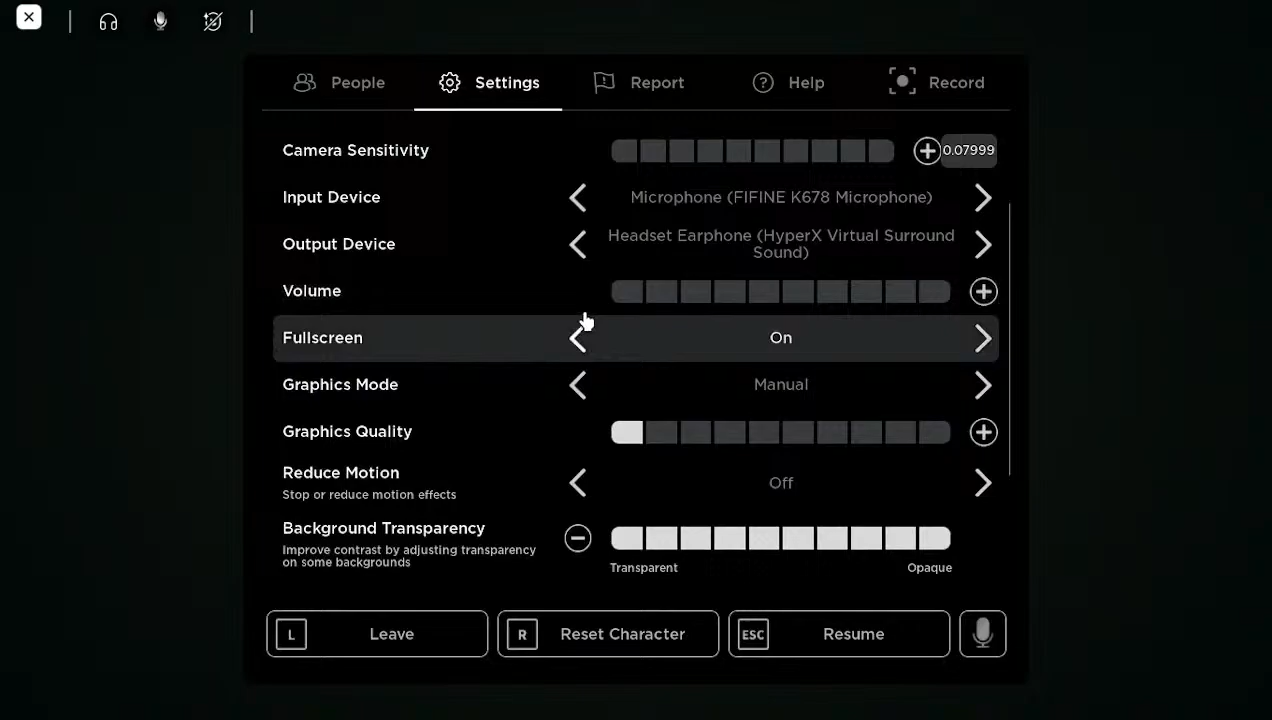 People
Settings
Report
Help
Record
Camera Sensitivity
0.07999
Input Device
Microphone (FIFINE K678 Microphone)
Output Device
Headset Earphone (HyperX Virtual Surround
Sound)
Volume
Fullscreen
On
Graphics Mode
Manual
Graphics Quality
Reduce Motion
Stop or reduce motion effects
Off
Background Transparency
Improve contrast by adjusting transparency
on some backgrounds
Transparent
Opaque
L
Leave
R
Reset Character
ESC
Resume